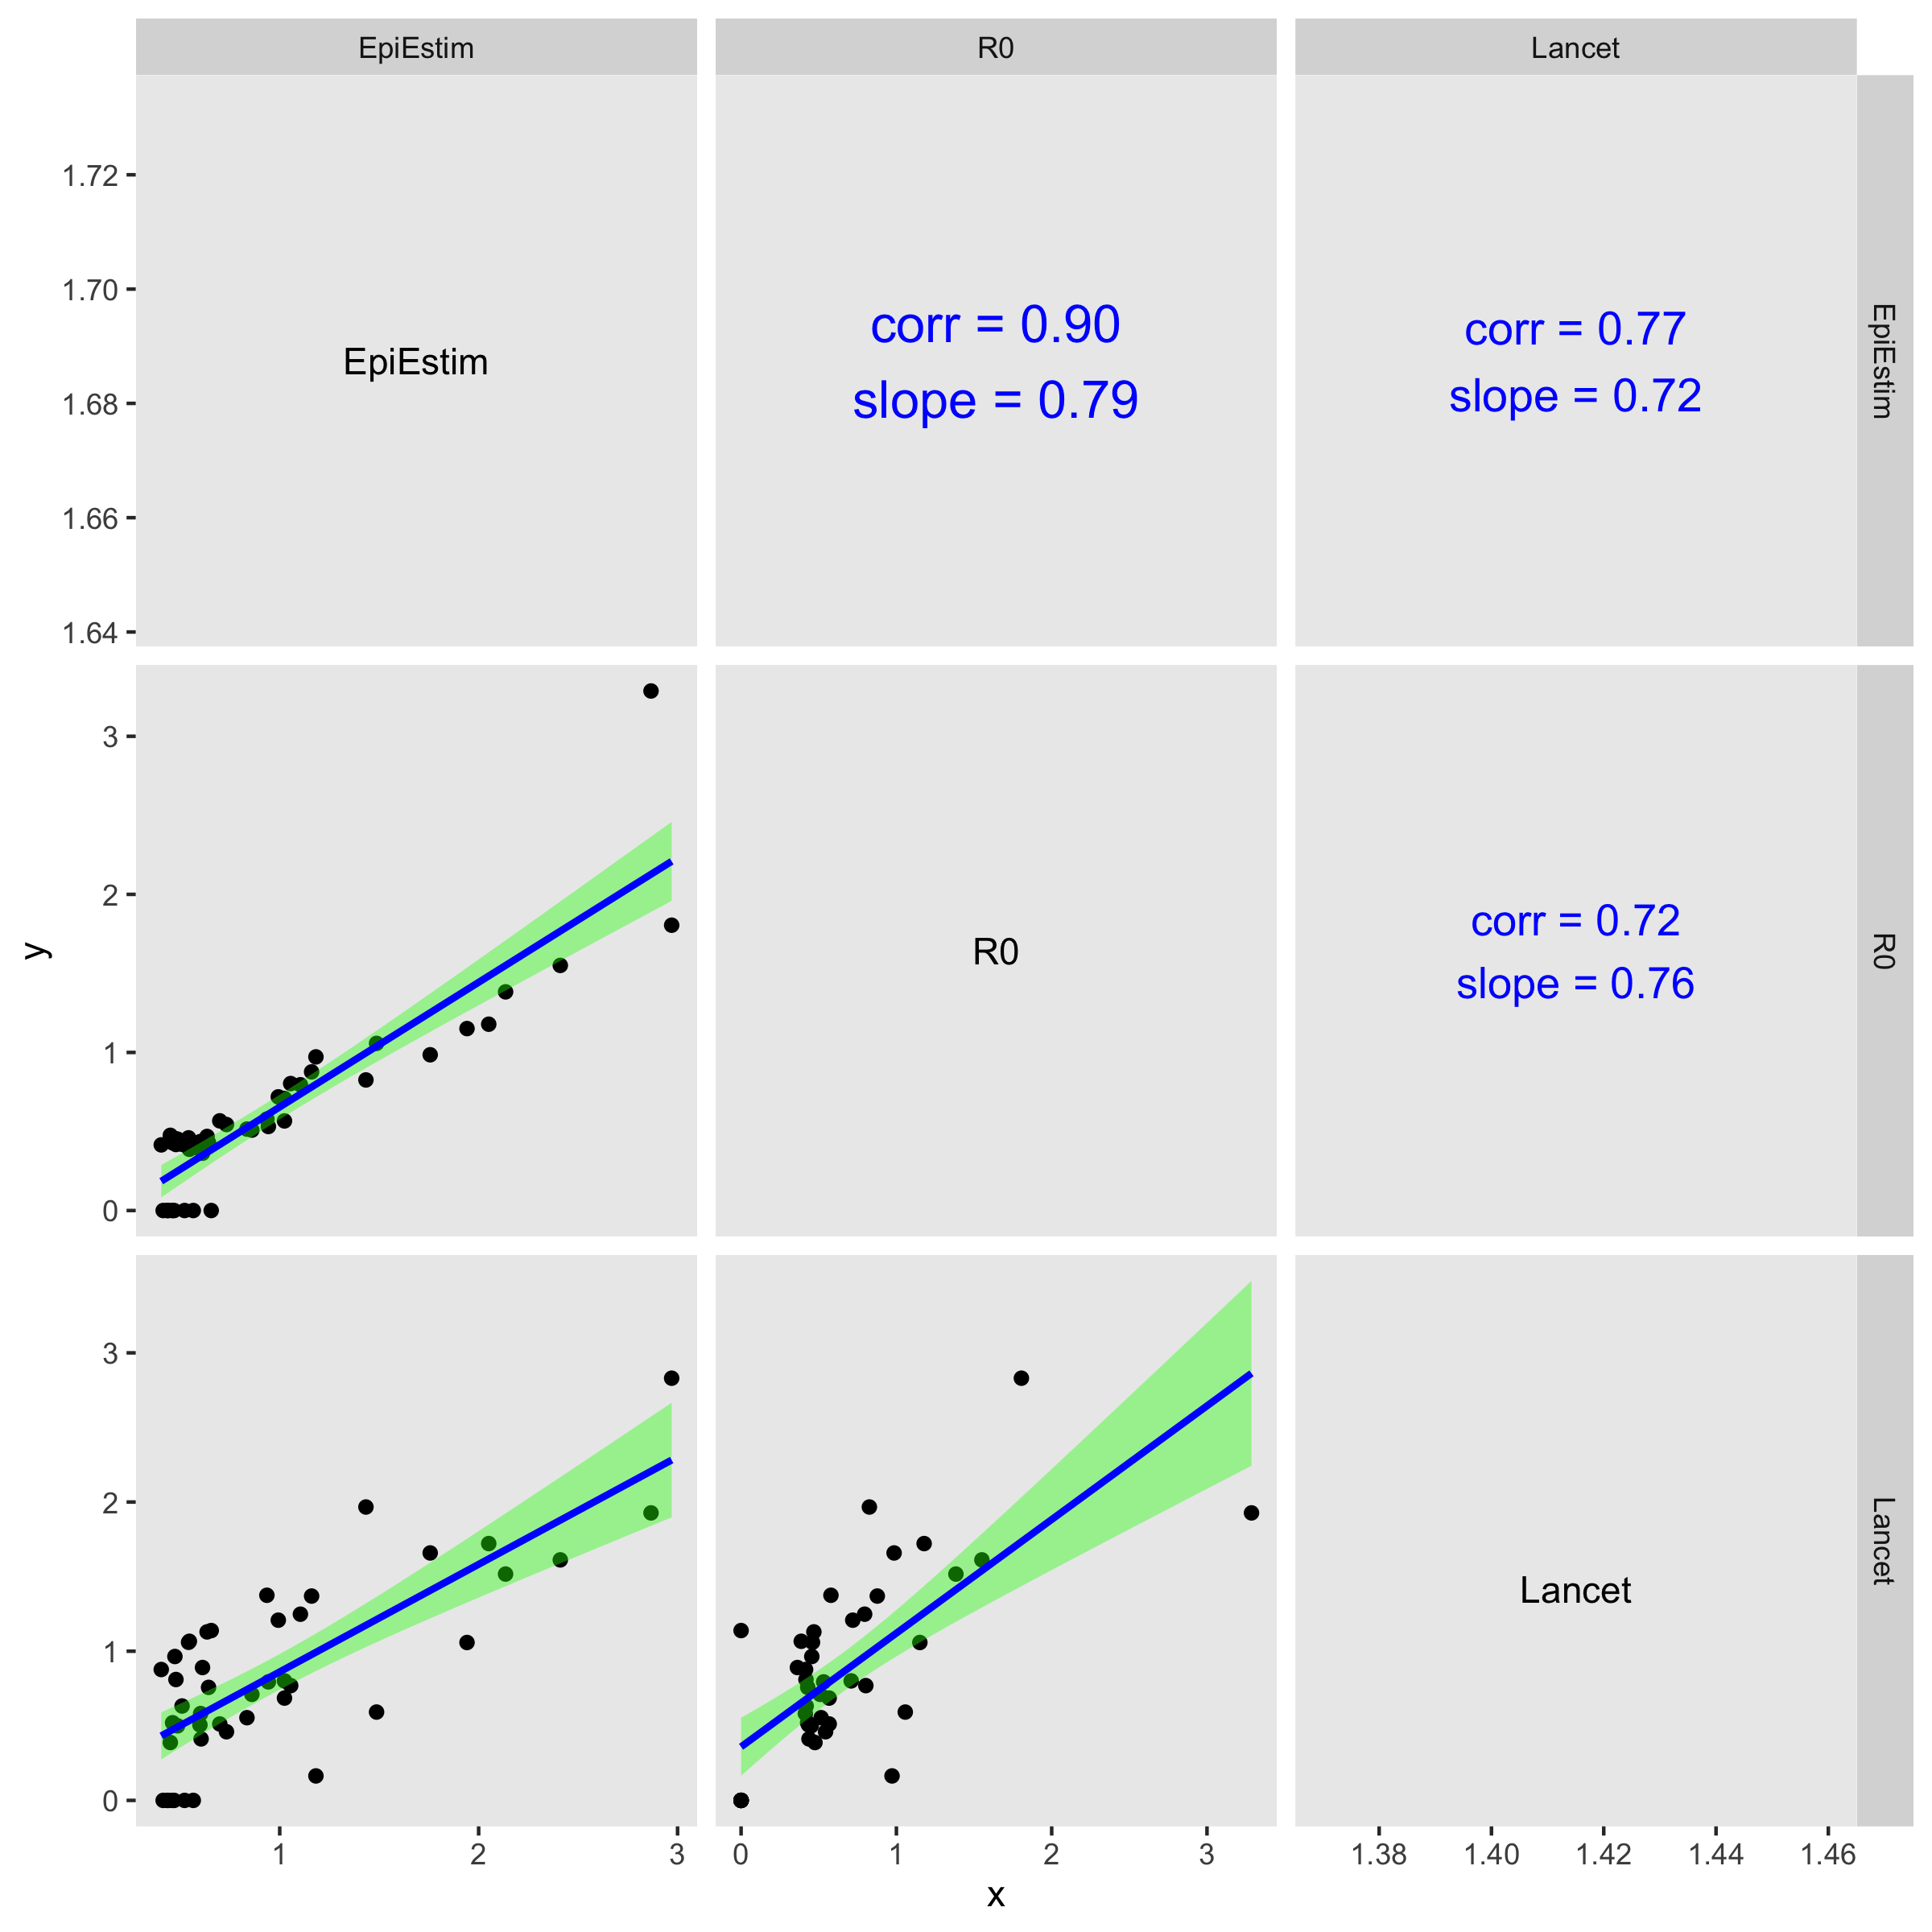 EpiEstim
R0
Lancet
1.72
1.70
1.68
1.66
1.64
EpiEstim
corr = 0.90
slope = 0.79
corr = 0.77
slope = 0.72
EpiEstim
3
2
1
0
R0
corr = 0.72
slope = 0.76
R0
y
3
2
1
0
Lancet
Lancet
1
2
3
0
1
2
3
1.38
1.40
1.42
1.44
1.46
x